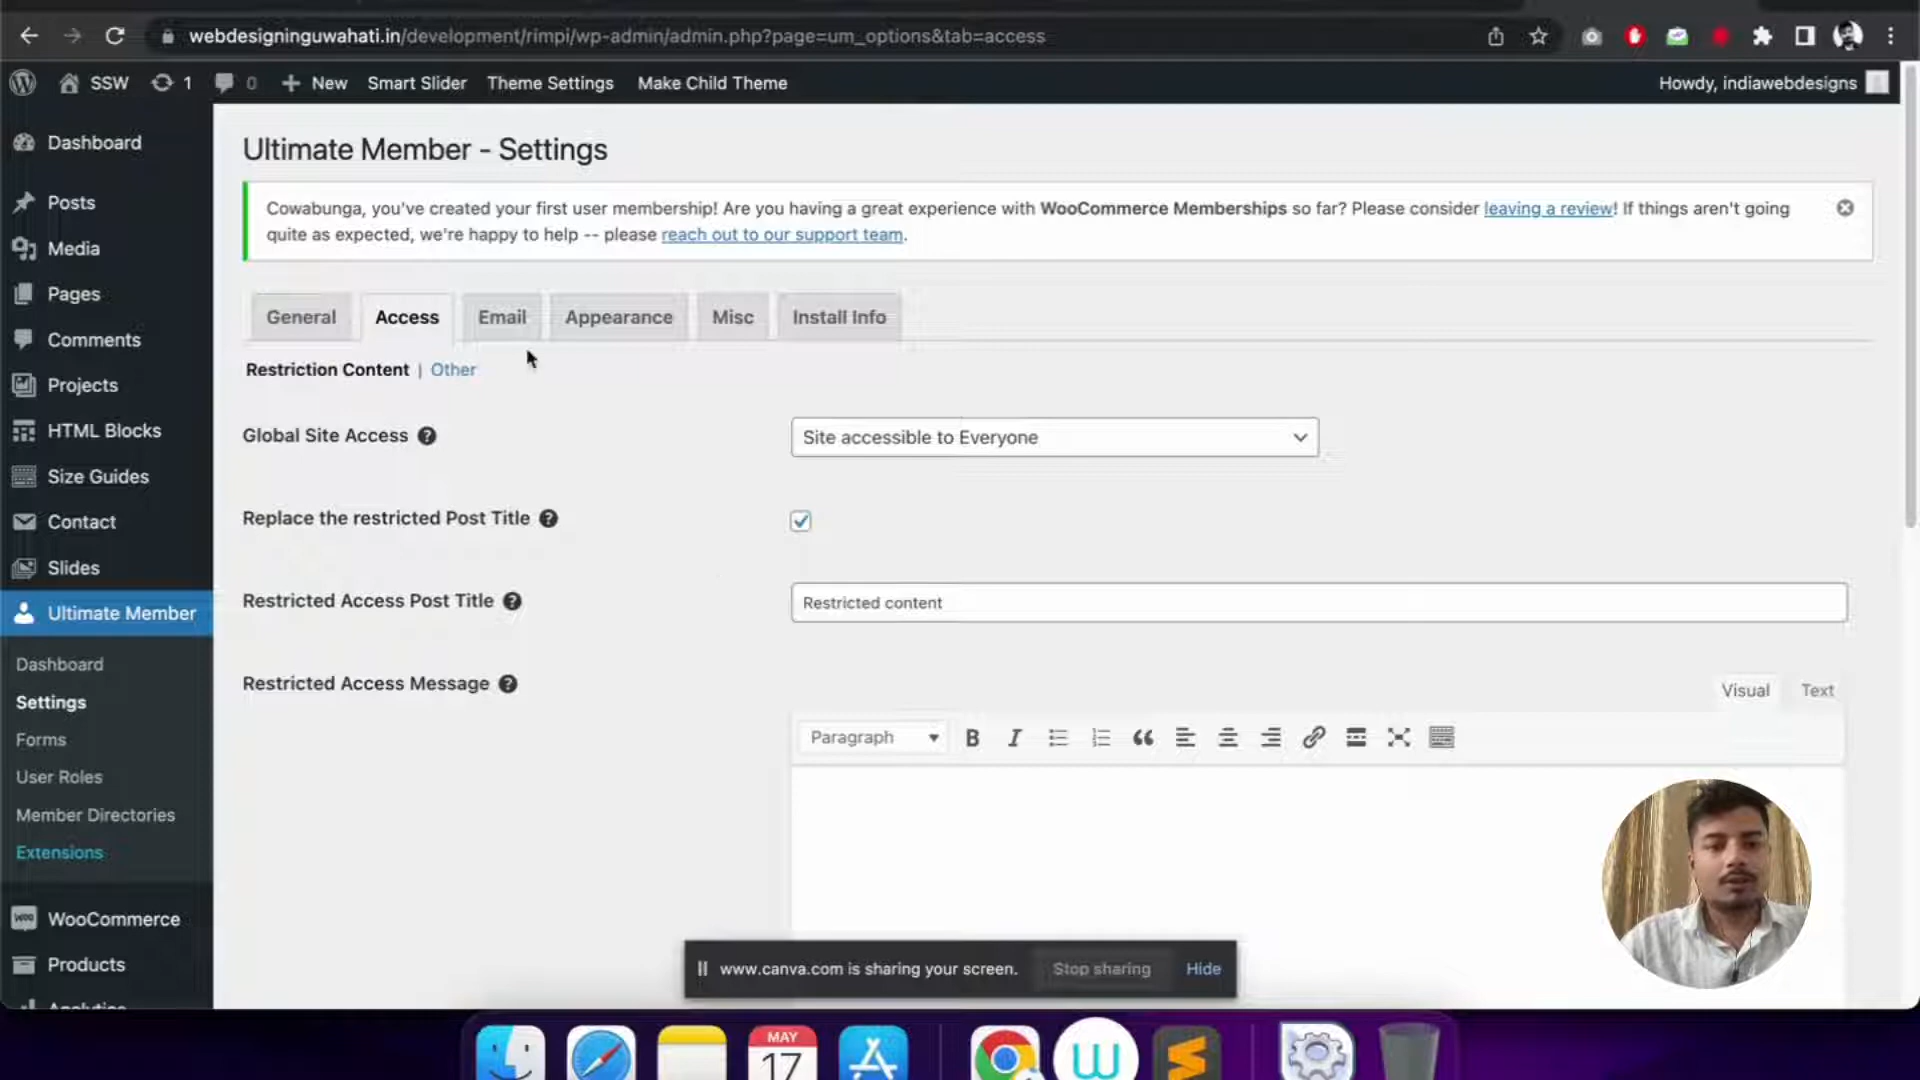 webdesigninguwahati.in/development/rimpi/wp-admin/admin.php?page=um_options&tab=access
SSW 1 0 New Smart Slider Theme Settings Make Child Theme Howdy, indiawebdesigns
Dashboard
Posts
Media
Pages
Comments
Projects
HTML Blocks
Size Guides
Contact
Slides
Ultimate Member
Dashboard
Settings
Forms
User Roles
Member Directories
Extensions
WooCommerce
Products
Analytics
Ultimate Member - Settings
Cowabunga, you've created your first user membership! Are you having a great experience with WooCommerce Memberships so far? Please consider leaving a review! If things aren't going
quite as expected, we're happy to help -- please reach out to our support team.
General Access Email Appearance Misc Install Info
Restriction Content | Other
Global Site Access ? Site accessible to Everyone
Replace the restricted Post Title ?
Restricted Access Post Title ? Restricted content
Restricted Access Message ? Visual Text
Paragraph B I
www.canva.com is sharing your screen. Stop sharing Hide
MAY
17